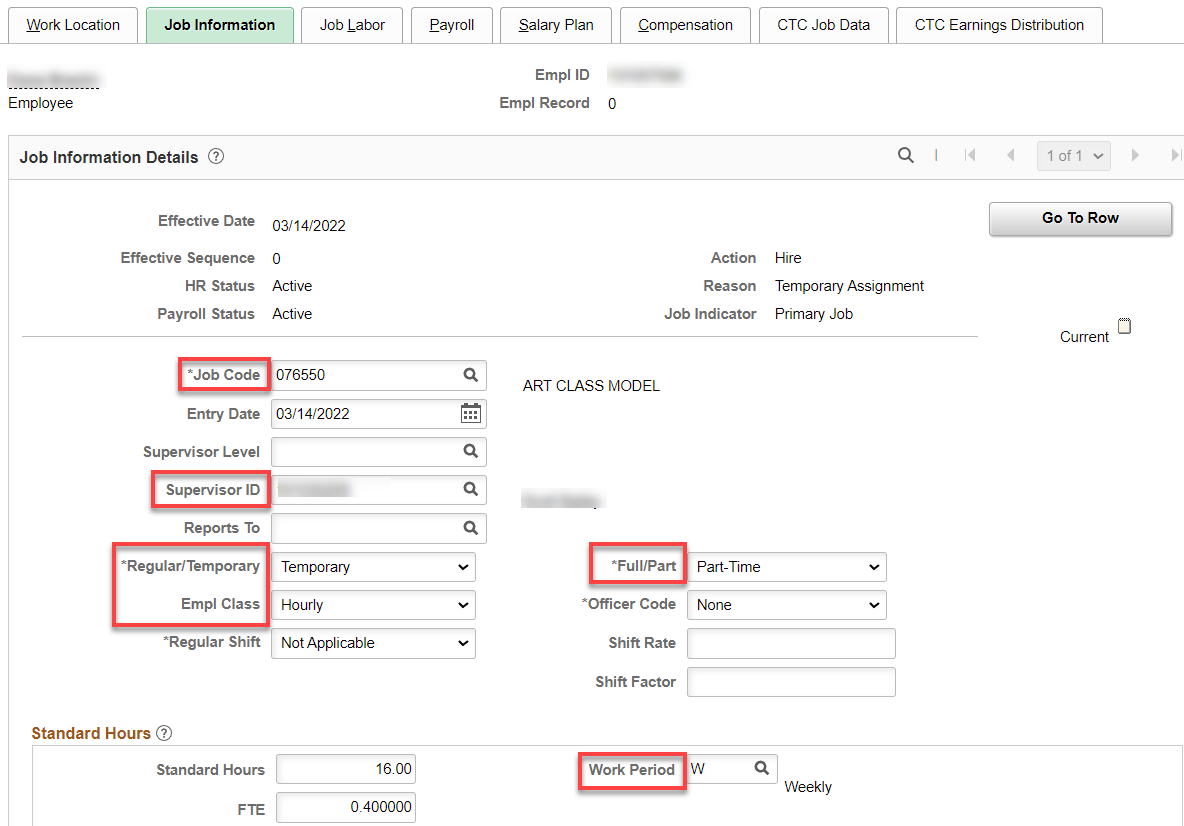 Work Location Job Information Job Labor Payroll Salary Plan Compensation CTC Job Data CTC Earnings Distribution
Empl ID
Employee Empl Record 0
Job Information Details ? 1 of 1
Effective Date 03/14/2022 Go To Row
Effective Sequence 0 Action Hire
HR Status Active Reason Temporary Assignment
Payroll Status Active Job Indicator Primary Job
Current
*Job Code 076550 ART CLASS MODEL
Entry Date 03/14/2022
Supervisor Level
Supervisor ID
Reports To
*Regular/Temporary Temporary *Full/Part Part-Time
Empl Class Hourly *Officer Code None
*Regular Shift Not Applicable Shift Rate
Shift Factor
Standard Hours ?
Standard Hours 16.00 Work Period W Weekly
FTE 0.400000